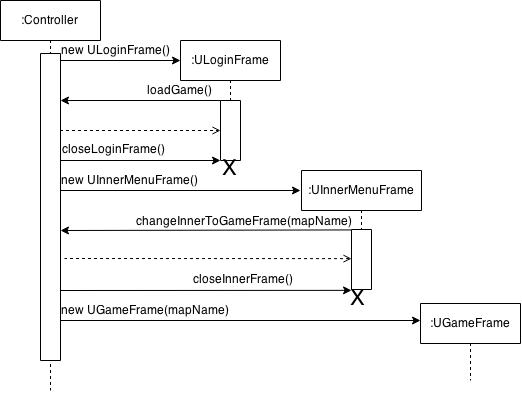 :Controller
new ULoginFrame()
:ULoginFrame
loadGame()
closeLoginFrame()
X
new UInnerMenuFrame()
:UInnerMenuFrame
changeInnerToGameFrame(mapName)
closeInnerFrame()
X
new UGameFrame(mapName)
:UGameFrame